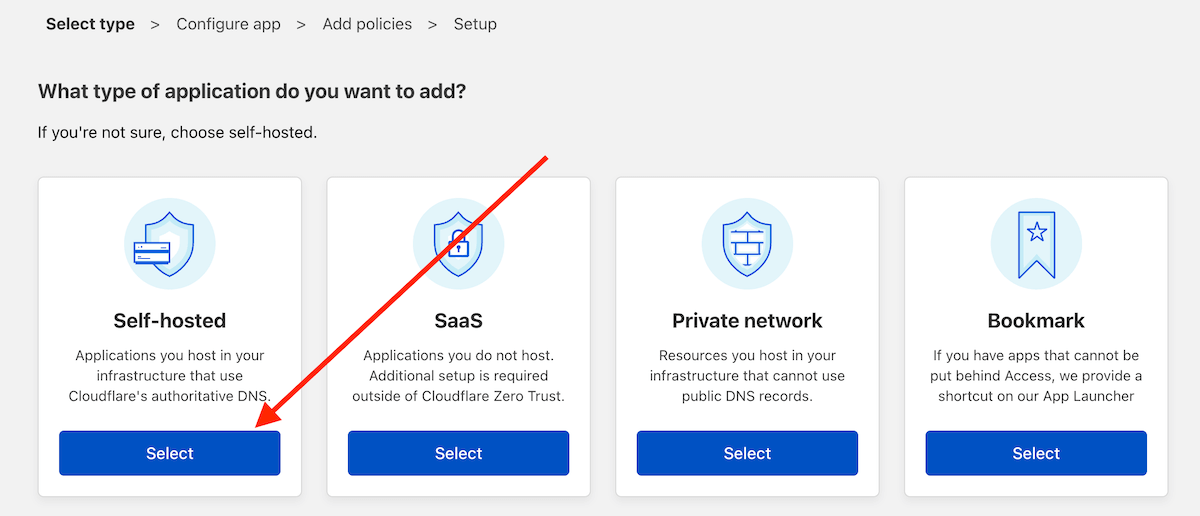 Select type > Configure app > Add policies > Setup
What type of application do you want to add?
If you're not sure, choose self-hosted.
Self-hosted
Applications you host in your
infrastructure that use
Cloudflare's authoritative DNS.
Select
SaaS
Applications you do not host.
Additional setup is required
outside of Cloudflare Zero Trust.
Select
Private network
Resources you host in your
infrastructure that cannot use
public DNS records.
Select
Bookmark
If you have apps that cannot be
put behind Access, we provide a
shortcut on our App Launcher
Select